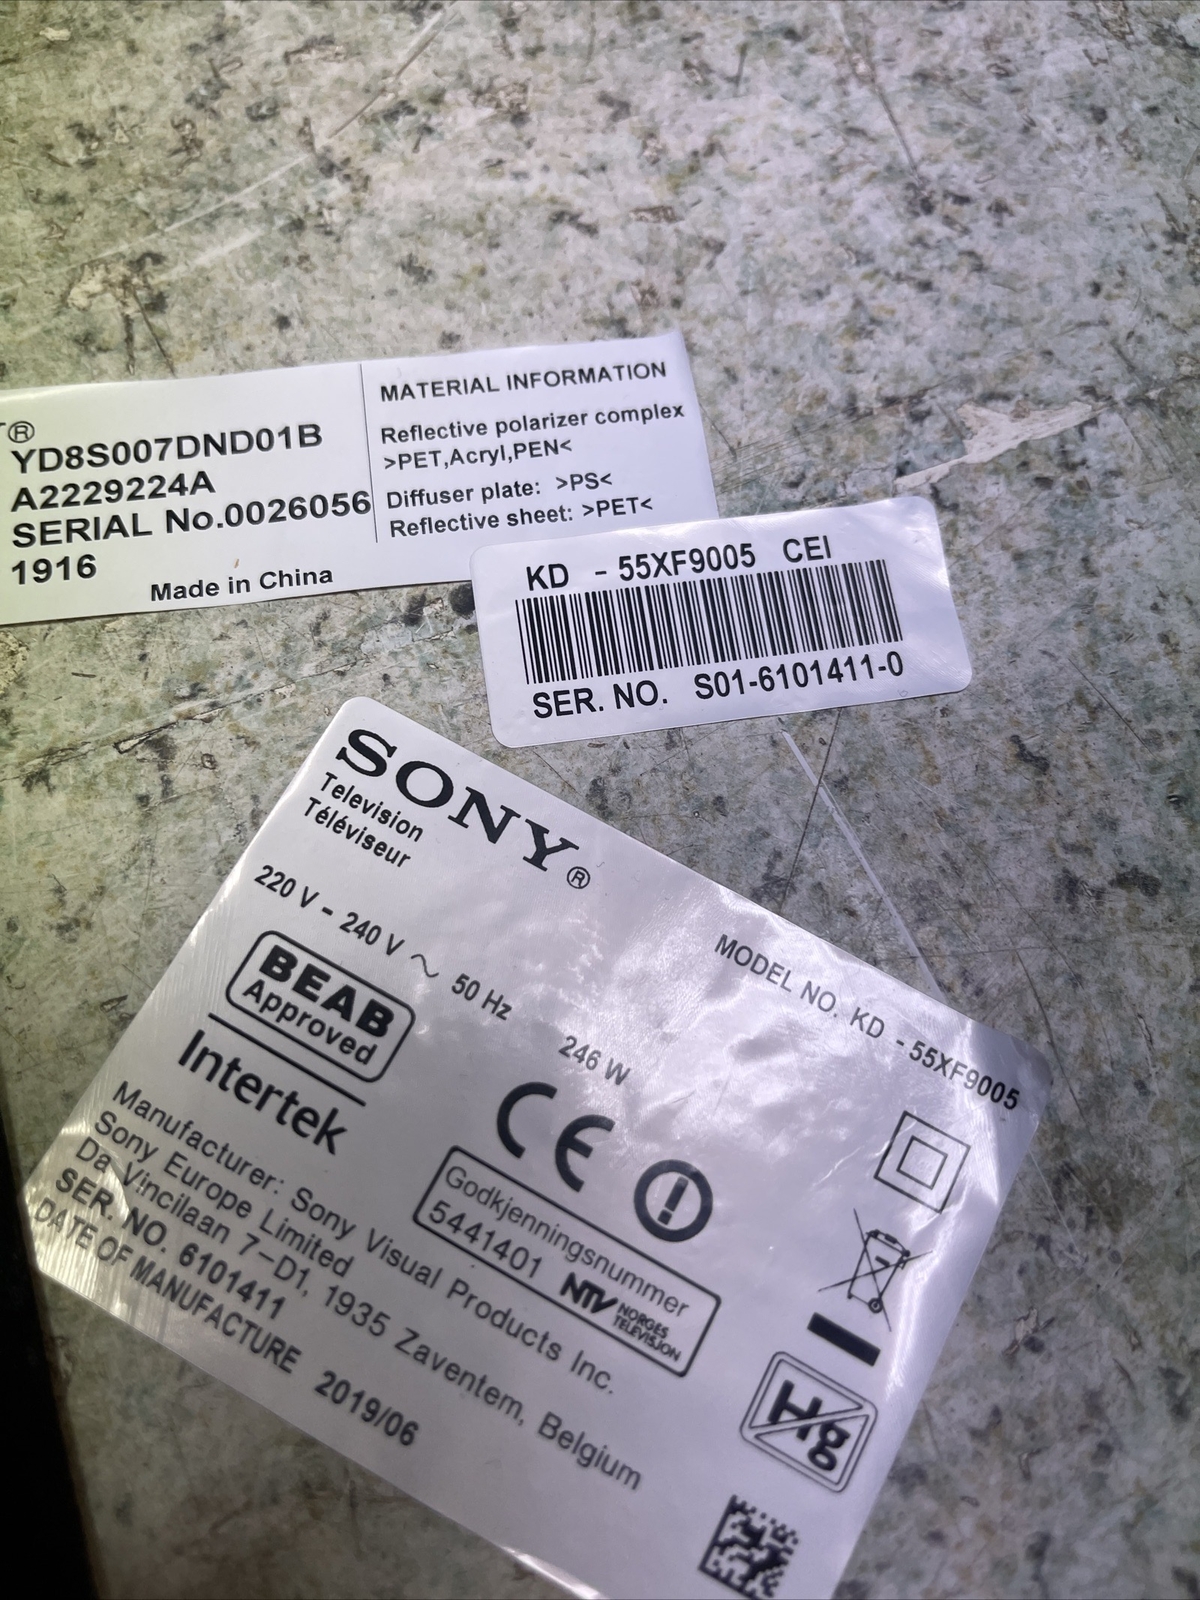 ®
YD8S007DND01B
A2229224A
SERIAL No.0026056
1916
Made in China
MATERIAL INFORMATION
Reflective polarizer complex
>PET,Acryl,PEN<
Diffuser plate: >PS<
Reflective sheet: >PET<
KD - 55XF9005 CEI
SER. NO. S01-6101411-0
SONY®
Television
Téléviseur
220 V - 240 V ~ 50 Hz 246 W
MODEL NO. KD - 55XF9005
BEAB
Approved
Intertek
CE
Godkjenningsnummer
5441401 NTV NORGES
TELEVISJON
Hg
Manufacturer: Sony Visual Products Inc.
Sony Europe Limited
Da Vincilaan 7-D1, 1935 Zaventem, Belgium
SER. NO. 6101411
DATE OF MANUFACTURE 2019/06